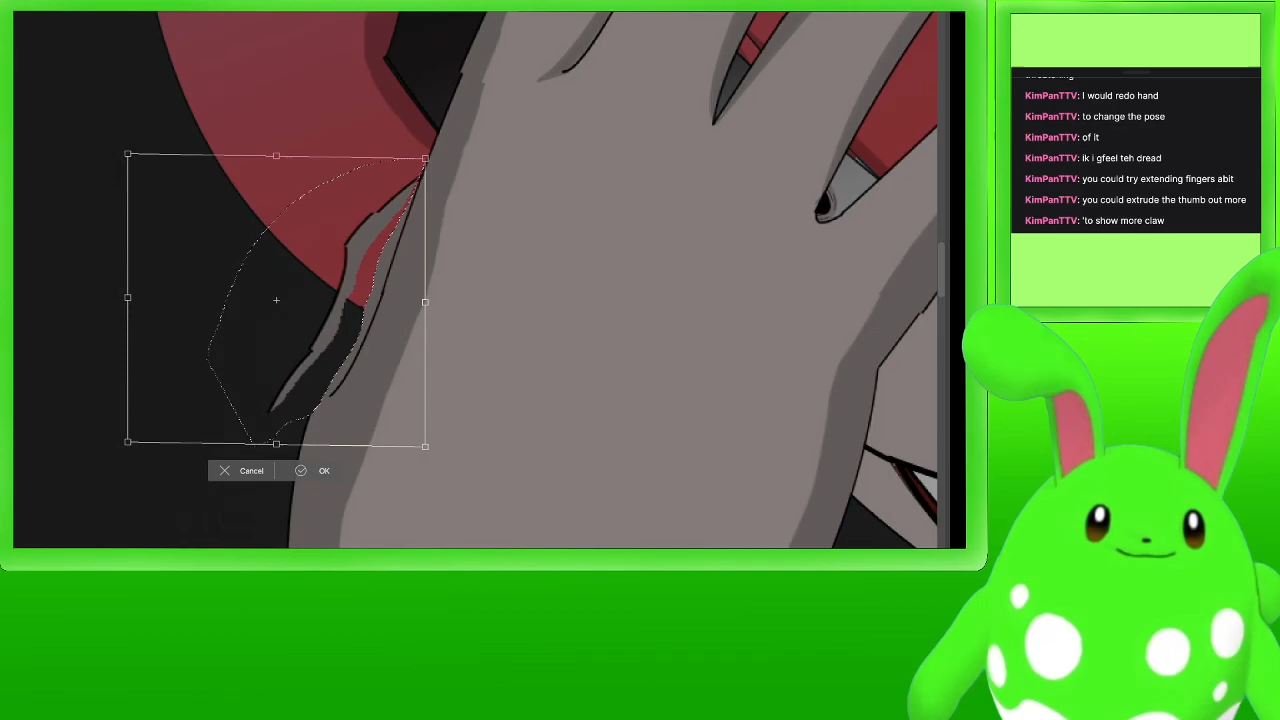 threatening
KimPanTTV: I would redo hand
KimPanTTV: to change the pose
KimPanTTV: of it
KimPanTTV: ik i gfeel teh dread
KimPanTTV: you could try extending fingers abit
KimPanTTV: you could extrude the thumb out more
KimPanTTV: 'to show more claw
Cancel OK